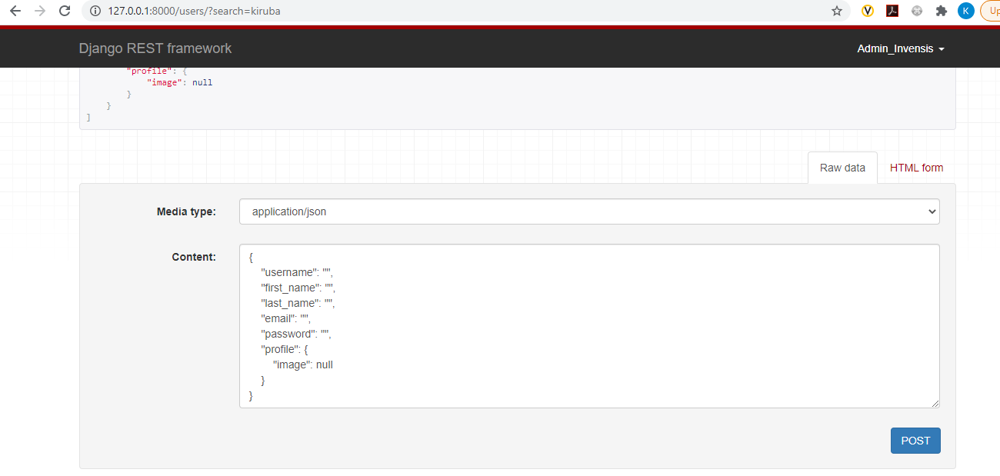 127.0.0.1:8000/users/?search=kiruba
K
Up
Django REST framework
Admin_Invensis
"profile": {
"image": null
}
}
]
Raw data
HTML form
Media type:
application/json
Content:
{
"username": "",
"first_name": "",
"last_name": "",
"email": "",
"password": "",
"profile": {
"image": null
}
}
POST